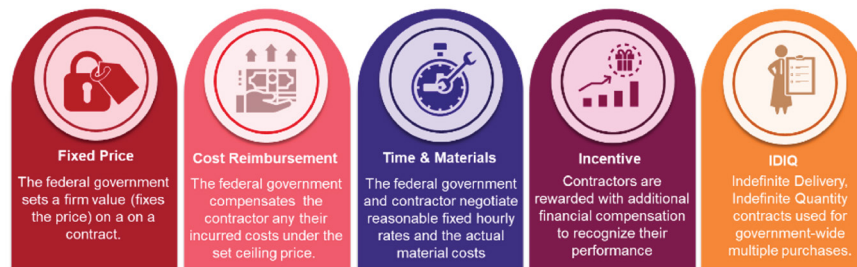 Fixed Price
The federal government
sets a firm value (fixes
the price) on a on a
contract.
Cost Reimbursement
The federal government
compensates the
contractor any their
incurred costs under the
set ceiling price.
Time & Materials
The federal government
and contractor negotiate
reasonable fixed hourly
rates and the actual
material costs
Incentive
Contractors are
rewarded with additional
financial compensation
to recognize their
performance
IDIQ
Indefinite Delivery,
Indefinite Quantity
contracts used for
government-wide
multiple purchases.